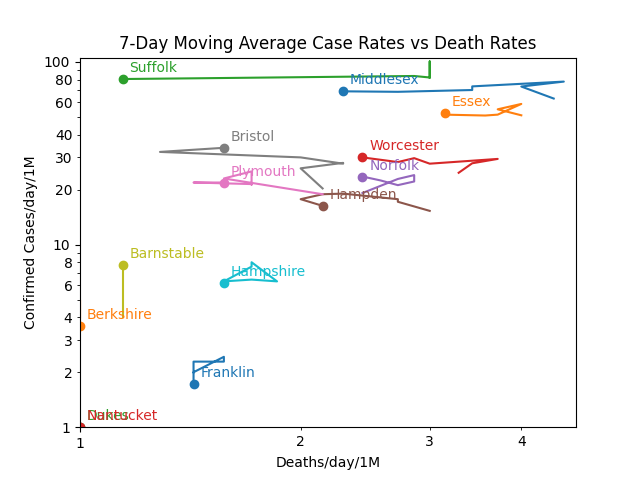 7-Day Moving Average Case Rates vs Death Rates
100
80
60
40
30
20
10
8
6
4
3
2
1
Confirmed Cases/day/1M
Suffolk
Middlesex
Essex
Bristol
Worcester
Norfolk
Plymouth
Hampden
Barnstable
Hampshire
Berkshire
Franklin
Dukes
Nantucket
1
2
3
4
Deaths/day/1M